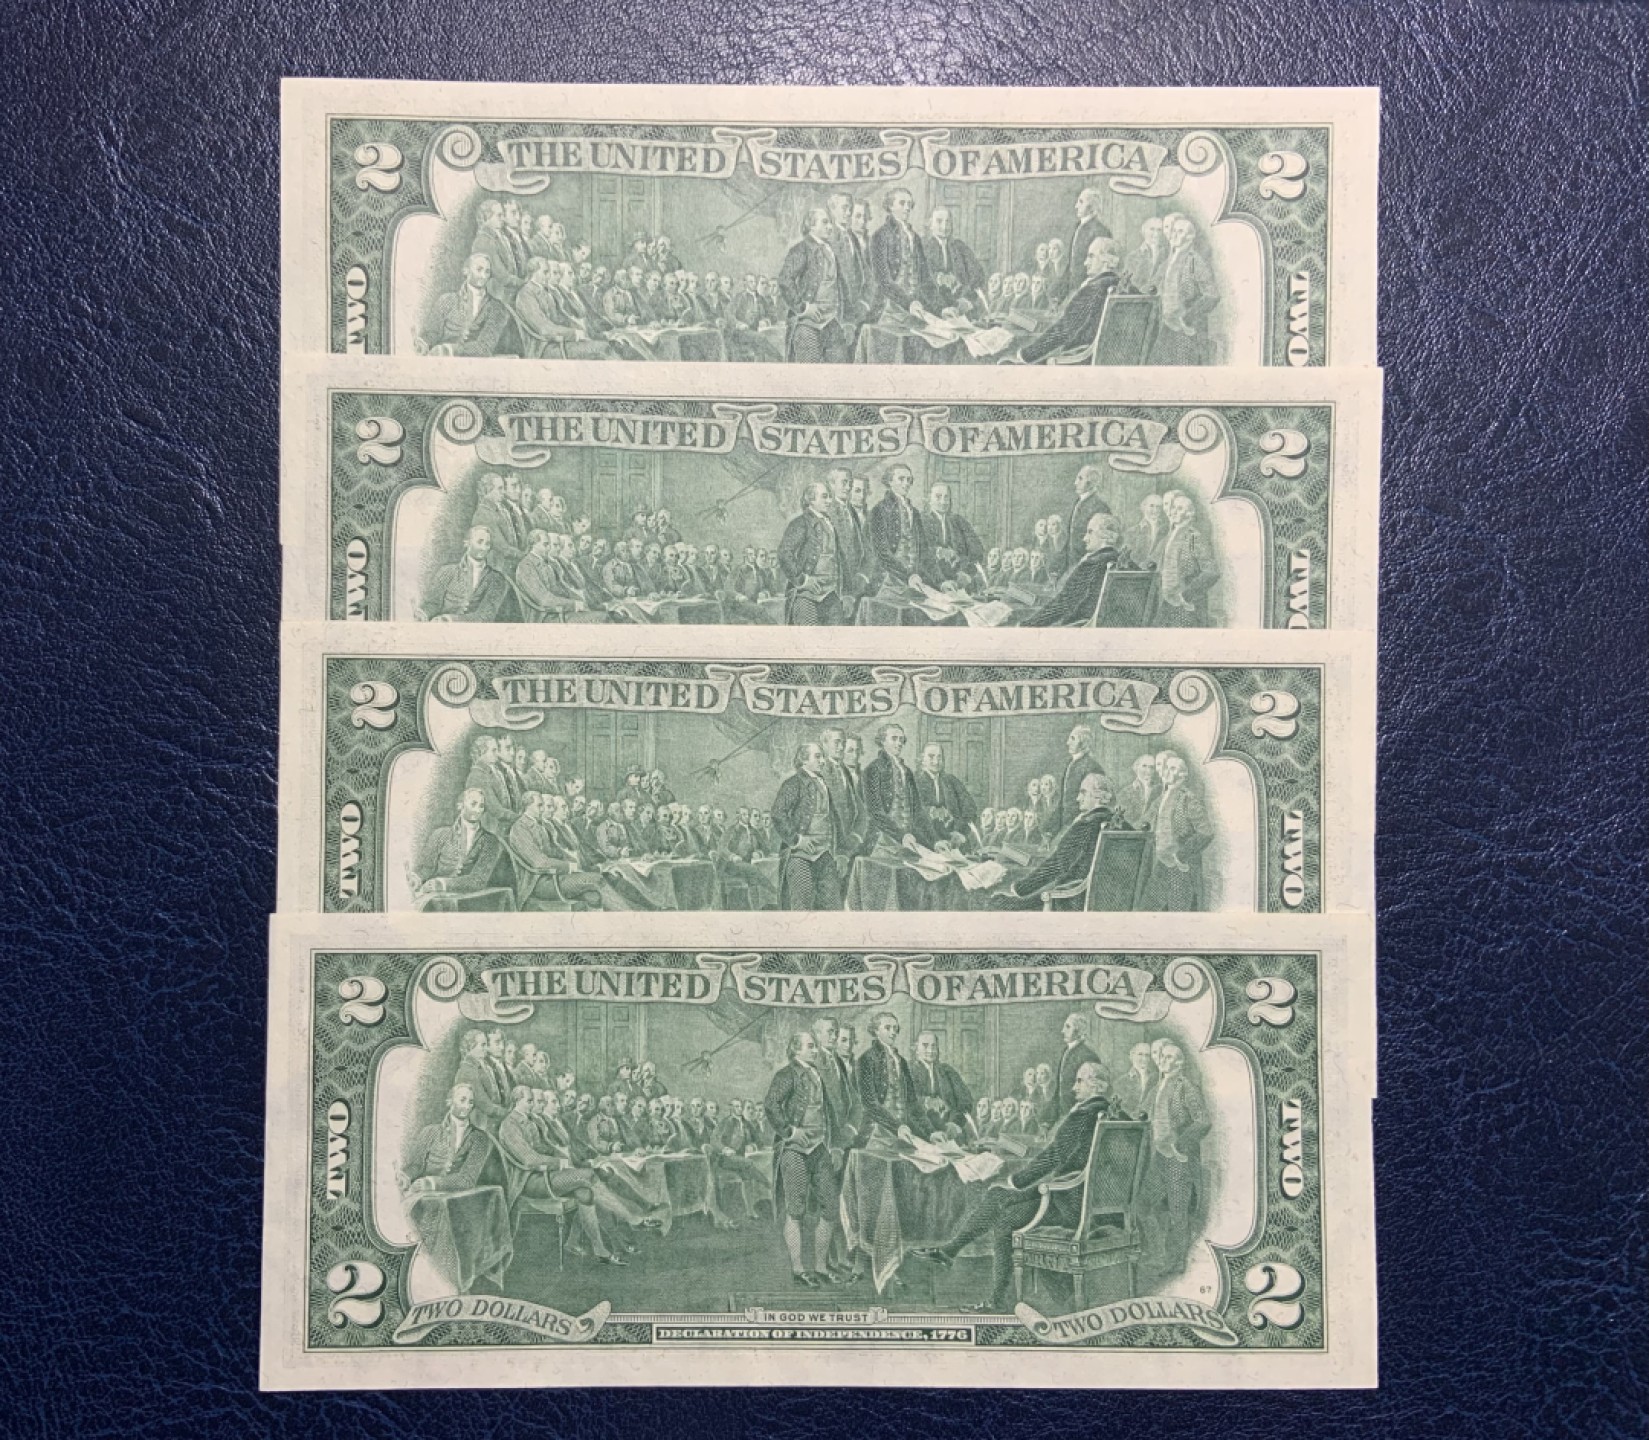 2 THE UNITED STATES OF AMERICA 2
TWO TWO
2 THE UNITED STATES OF AMERICA 2
TWO TWO
2 THE UNITED STATES OF AMERICA 2
TWO TWO
2 THE UNITED STATES OF AMERICA 2
TWO TWO
67
2 TWO DOLLARS IN GOD WE TRUST TWO DOLLARS 2
DECLARATION OF INDEPENDENCE, 1776